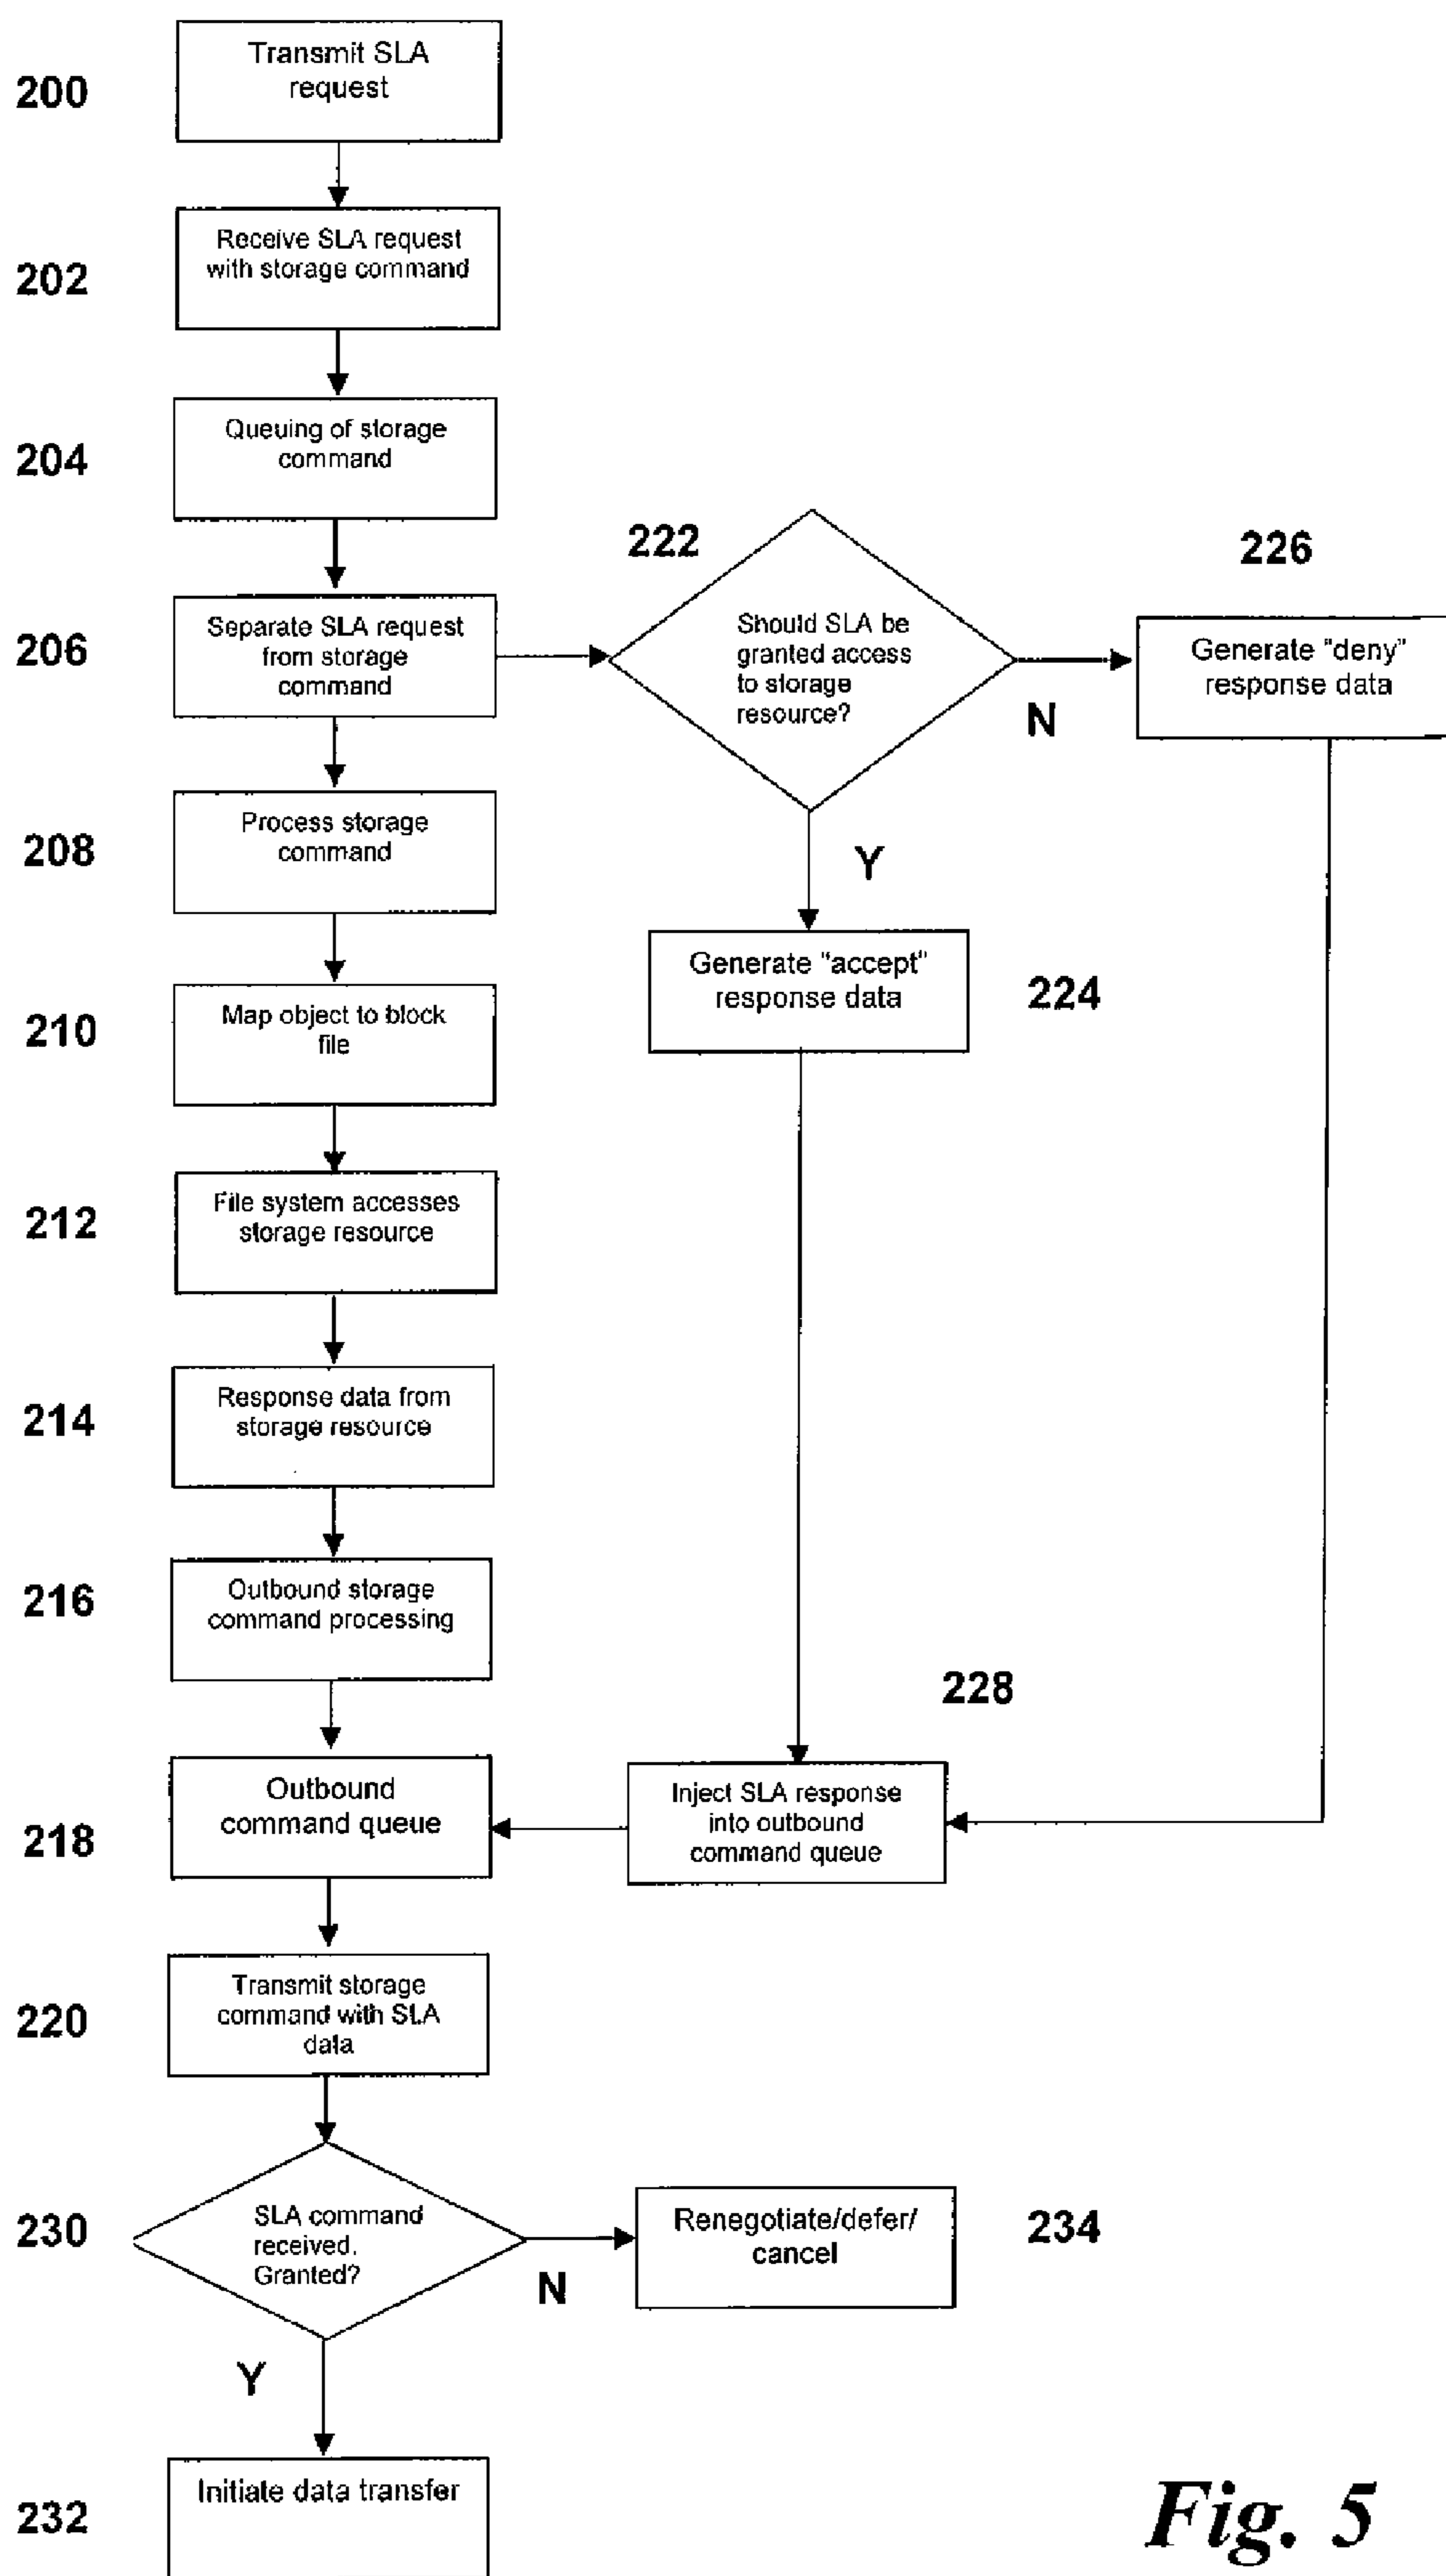 200
Transmit SLA
request
202
Receive SLA request
with storage command
204
Queuing of storage
command
206
Separate SLA request
from storage
command
222
Should SLA be
granted access
to storage
resource?
N
Y
226
Generate "deny"
response data
208
Process storage
command
224
Generate "accept"
response data
210
Map object to block
file
212
File system accesses
storage resource
214
Response data from
storage resource
216
Outbound storage
command processing
228
Inject SLA response
into outbound
command queue
218
Outbound
command queue
220
Transmit storage
command with SLA
data
230
SLA command
received.
Granted?
N
Y
234
Renegotiate/defer/
cancel
232
Initiate data transfer
Fig. 5